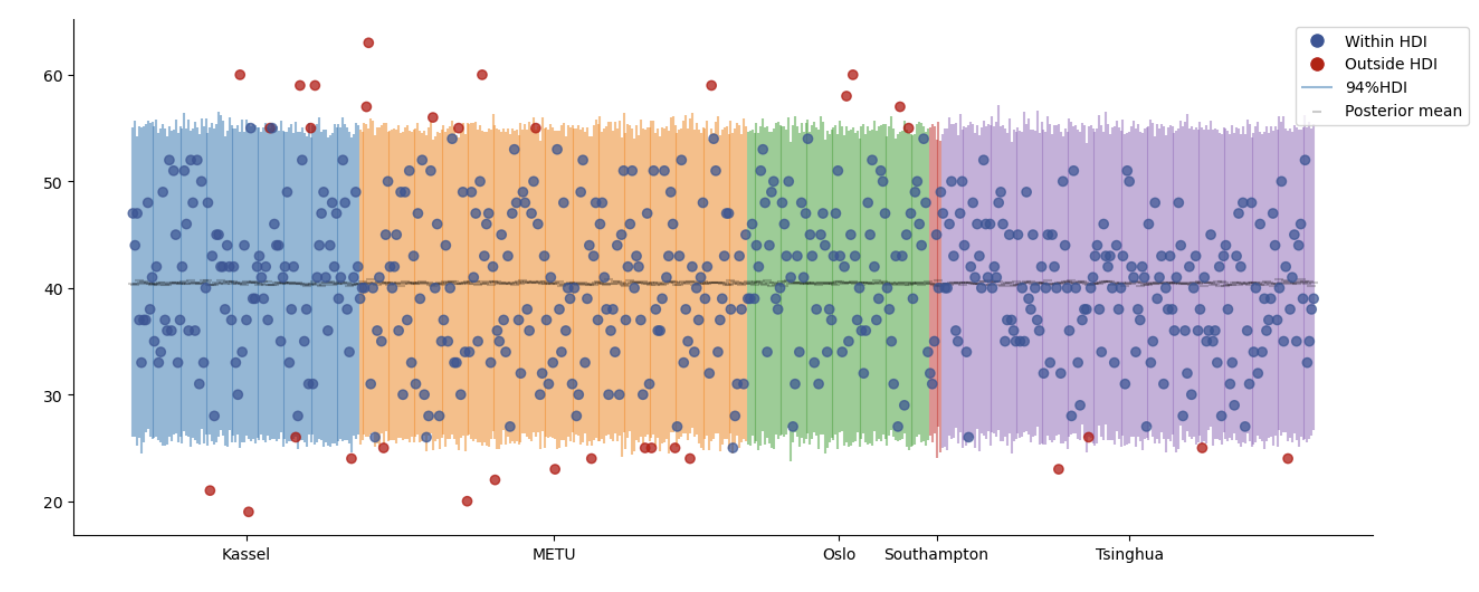 Within HDI
Outside HDI
94%HDI
Posterior mean
60
50
40
30
20
Kassel METU Oslo Southampton Tsinghua